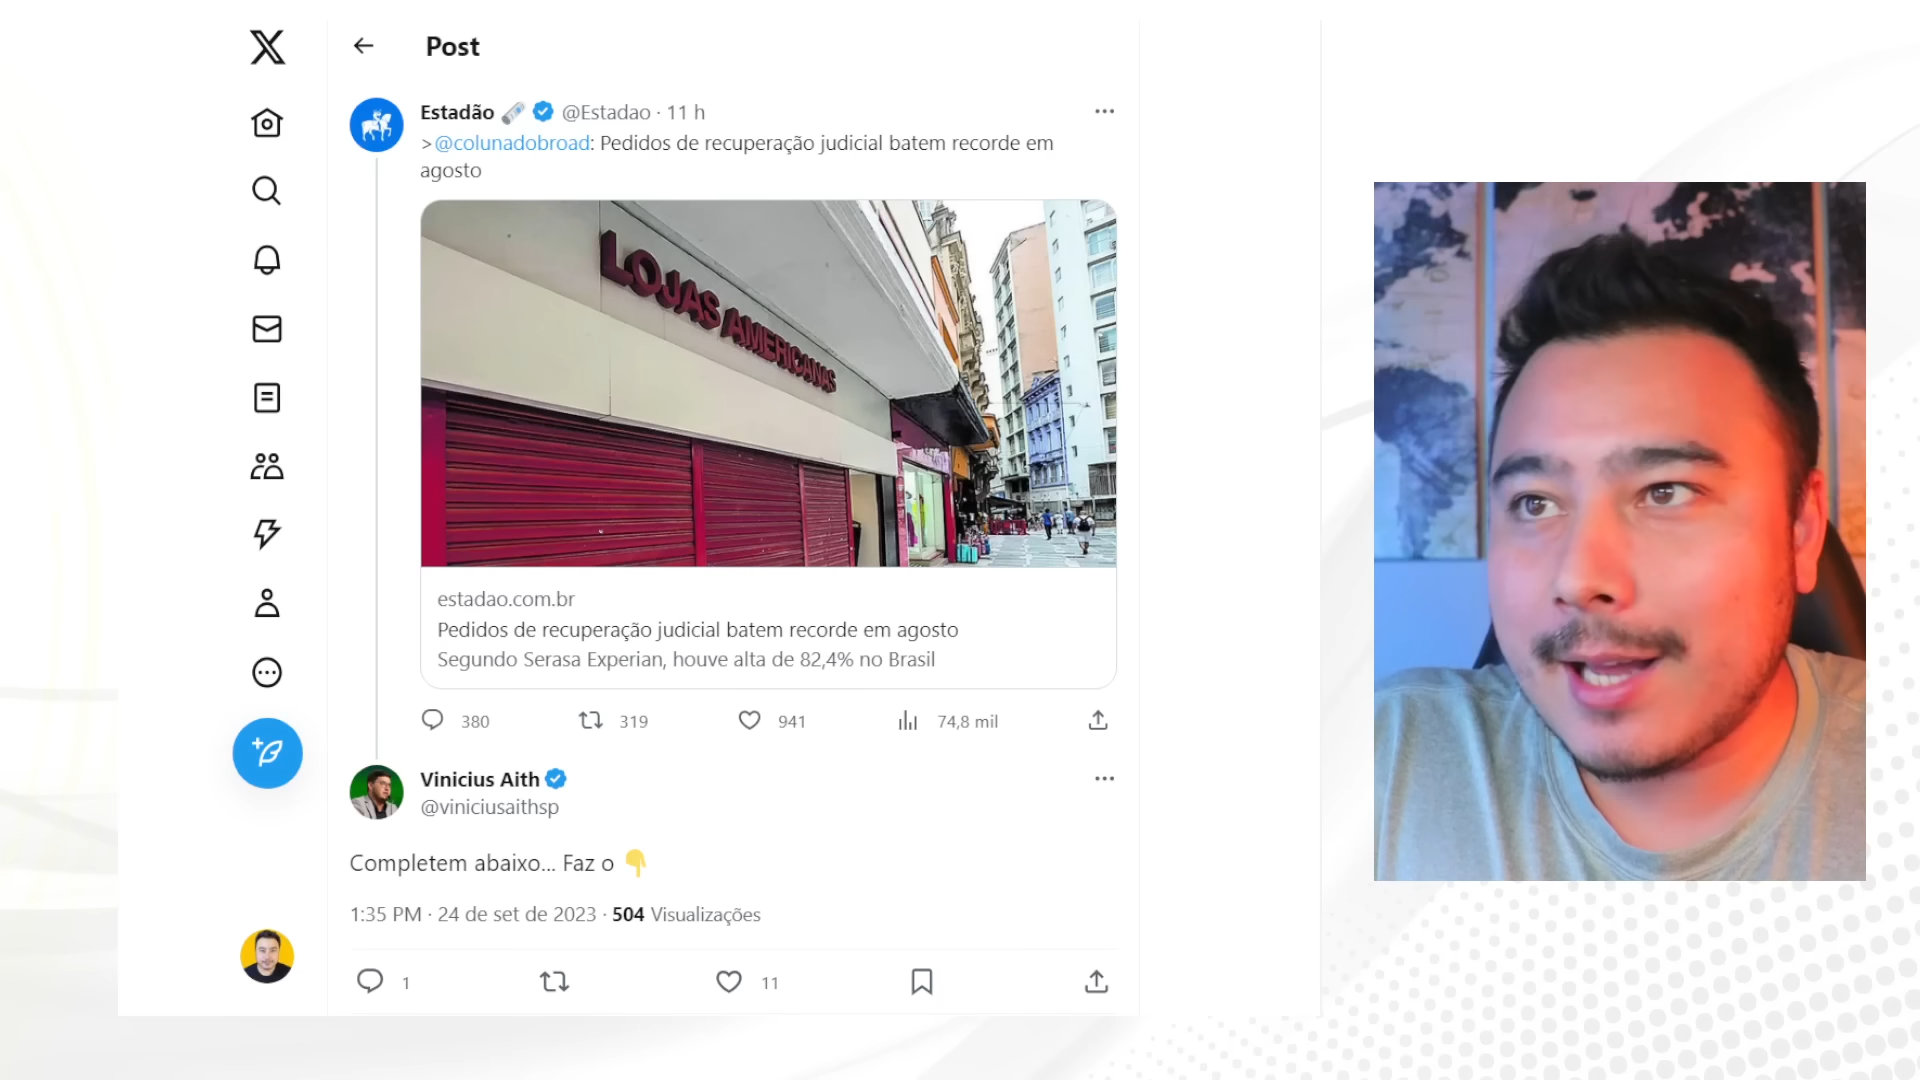 Post
Estadão @Estadao · 11 h
>@colunadobroad: Pedidos de recuperação judicial batem recorde em
agosto
LOJAS AMERICANAS
estadao.com.br
Pedidos de recuperação judicial batem recorde em agosto
Segundo Serasa Experian, houve alta de 82,4% no Brasil
380 319 941 74,8 mil
Vinicius Aith
@viniciusaithsp
Completem abaixo... Faz o 👇
1:35 PM · 24 de set de 2023 · 504 Visualizações
1 11